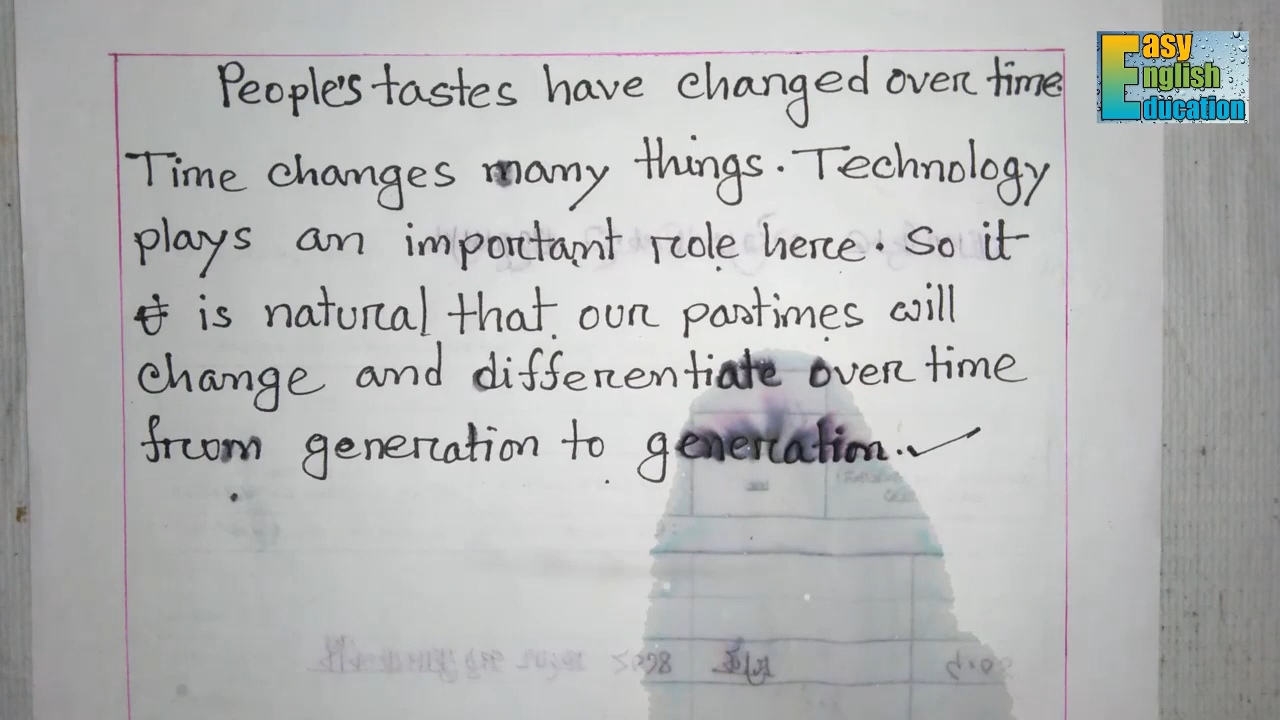 People's tastes have changed over time.
Time changes many things. Technology
plays an important role here. So it
is natural that our pastimes will
change and differentiate over time
from generation to generation.
Easy
English
Education